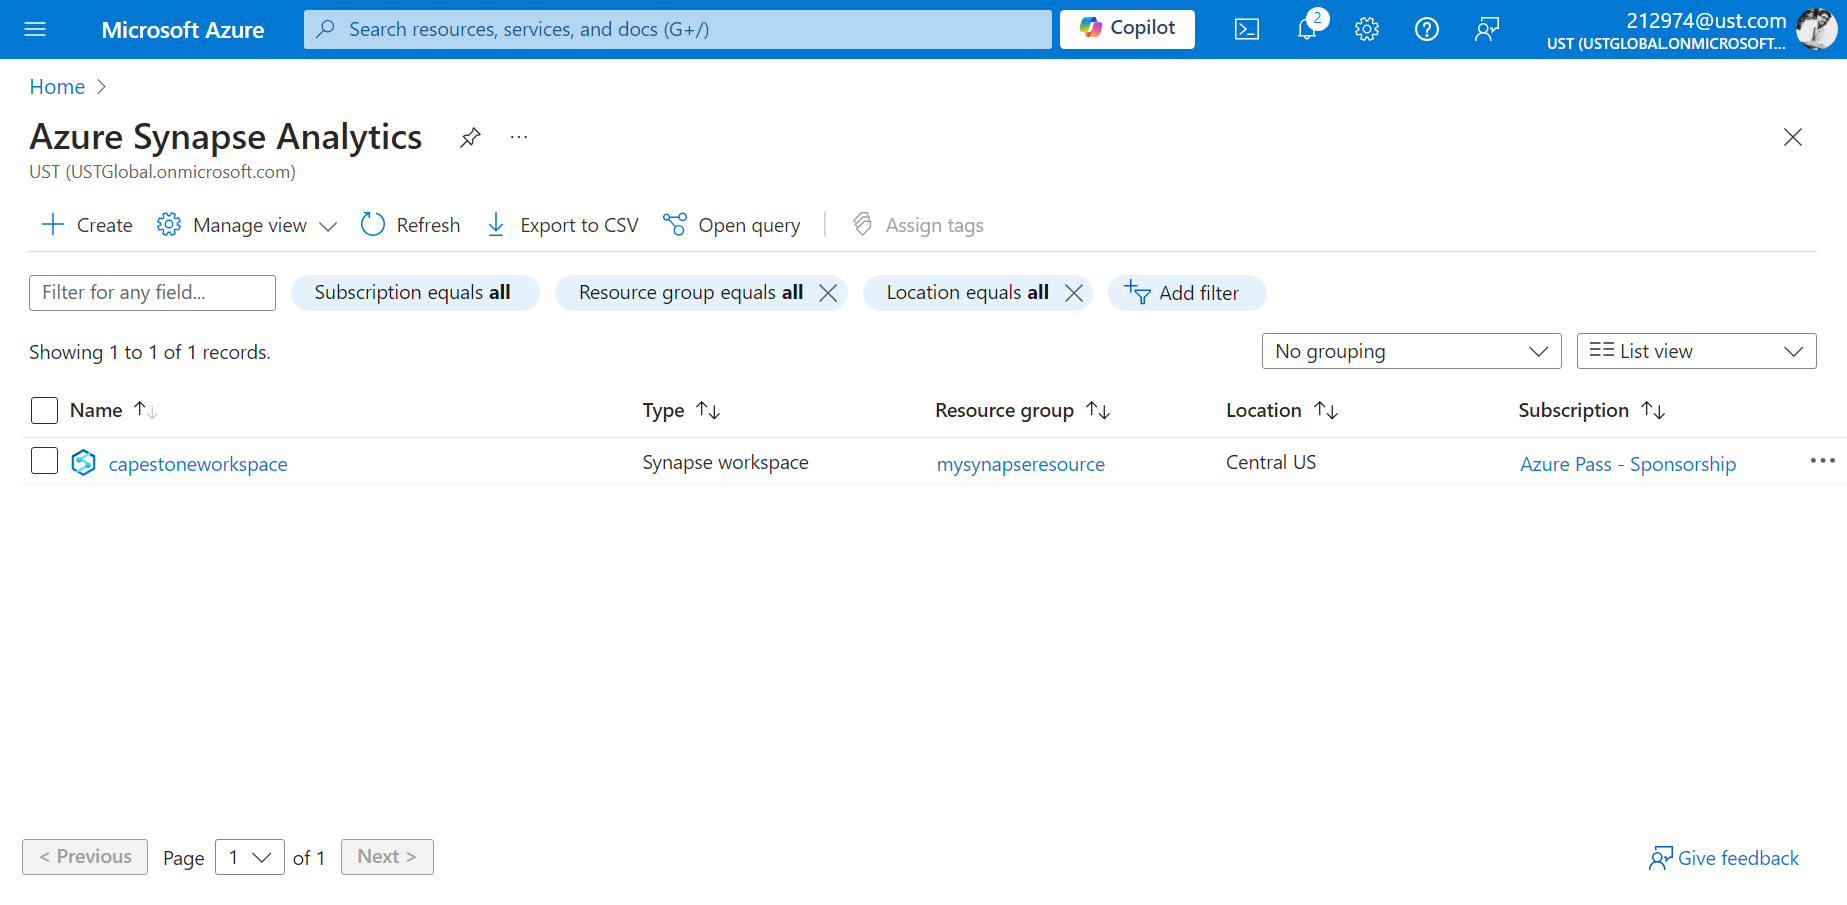 Microsoft Azure
Search resources, services, and docs (G+/)
Copilot
2
212974@ust.com
UST (USTGLOBAL.ONMICROSOFT...
Home
Azure Synapse Analytics
UST (USTGlobal.onmicrosoft.com)
Create
Manage view
Refresh
Export to CSV
Open query
Assign tags
Filter for any field...
Subscription equals all
Resource group equals all
Location equals all
Add filter
Showing 1 to 1 of 1 records.
No grouping
List view
Name
Type
Resource group
Location
Subscription
capestoneworkspace
Synapse workspace
mysynapseresource
Central US
Azure Pass - Sponsorship
< Previous
Page
1
of 1
Next >
Give feedback